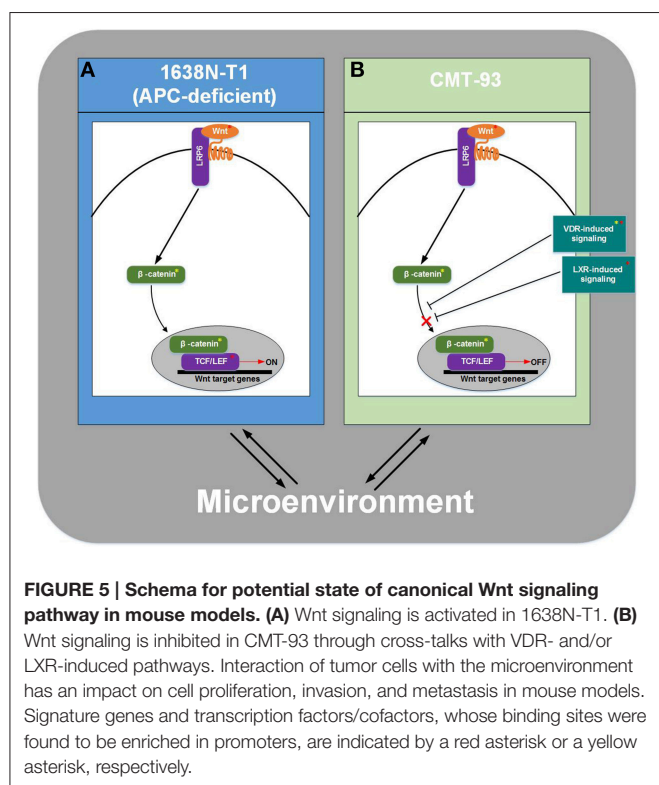 A
1638N-T1
(APC-deficient)
LRP6
Wnt*
β -catenin*
β -catenin*
TCF/LEF*
ON
Wnt target genes
B
CMT-93
LRP6
Wnt*
VDR-induced
signaling
LXR-induced
signaling
β -catenin*
β -catenin*
TCF/LEF
OFF
Wnt target genes
Microenvironment
FIGURE 5 | Schema for potential state of canonical Wnt signaling
pathway in mouse models. (A) Wnt signaling is activated in 1638N-T1. (B)
Wnt signaling is inhibited in CMT-93 through cross-talks with VDR- and/or
LXR-induced pathways. Interaction of tumor cells with the microenvironment
has an impact on cell proliferation, invasion, and metastasis in mouse models.
Signature genes and transcription factors/cofactors, whose binding sites were
found to be enriched in promoters, are indicated by a red asterisk or a yellow
asterisk, respectively.